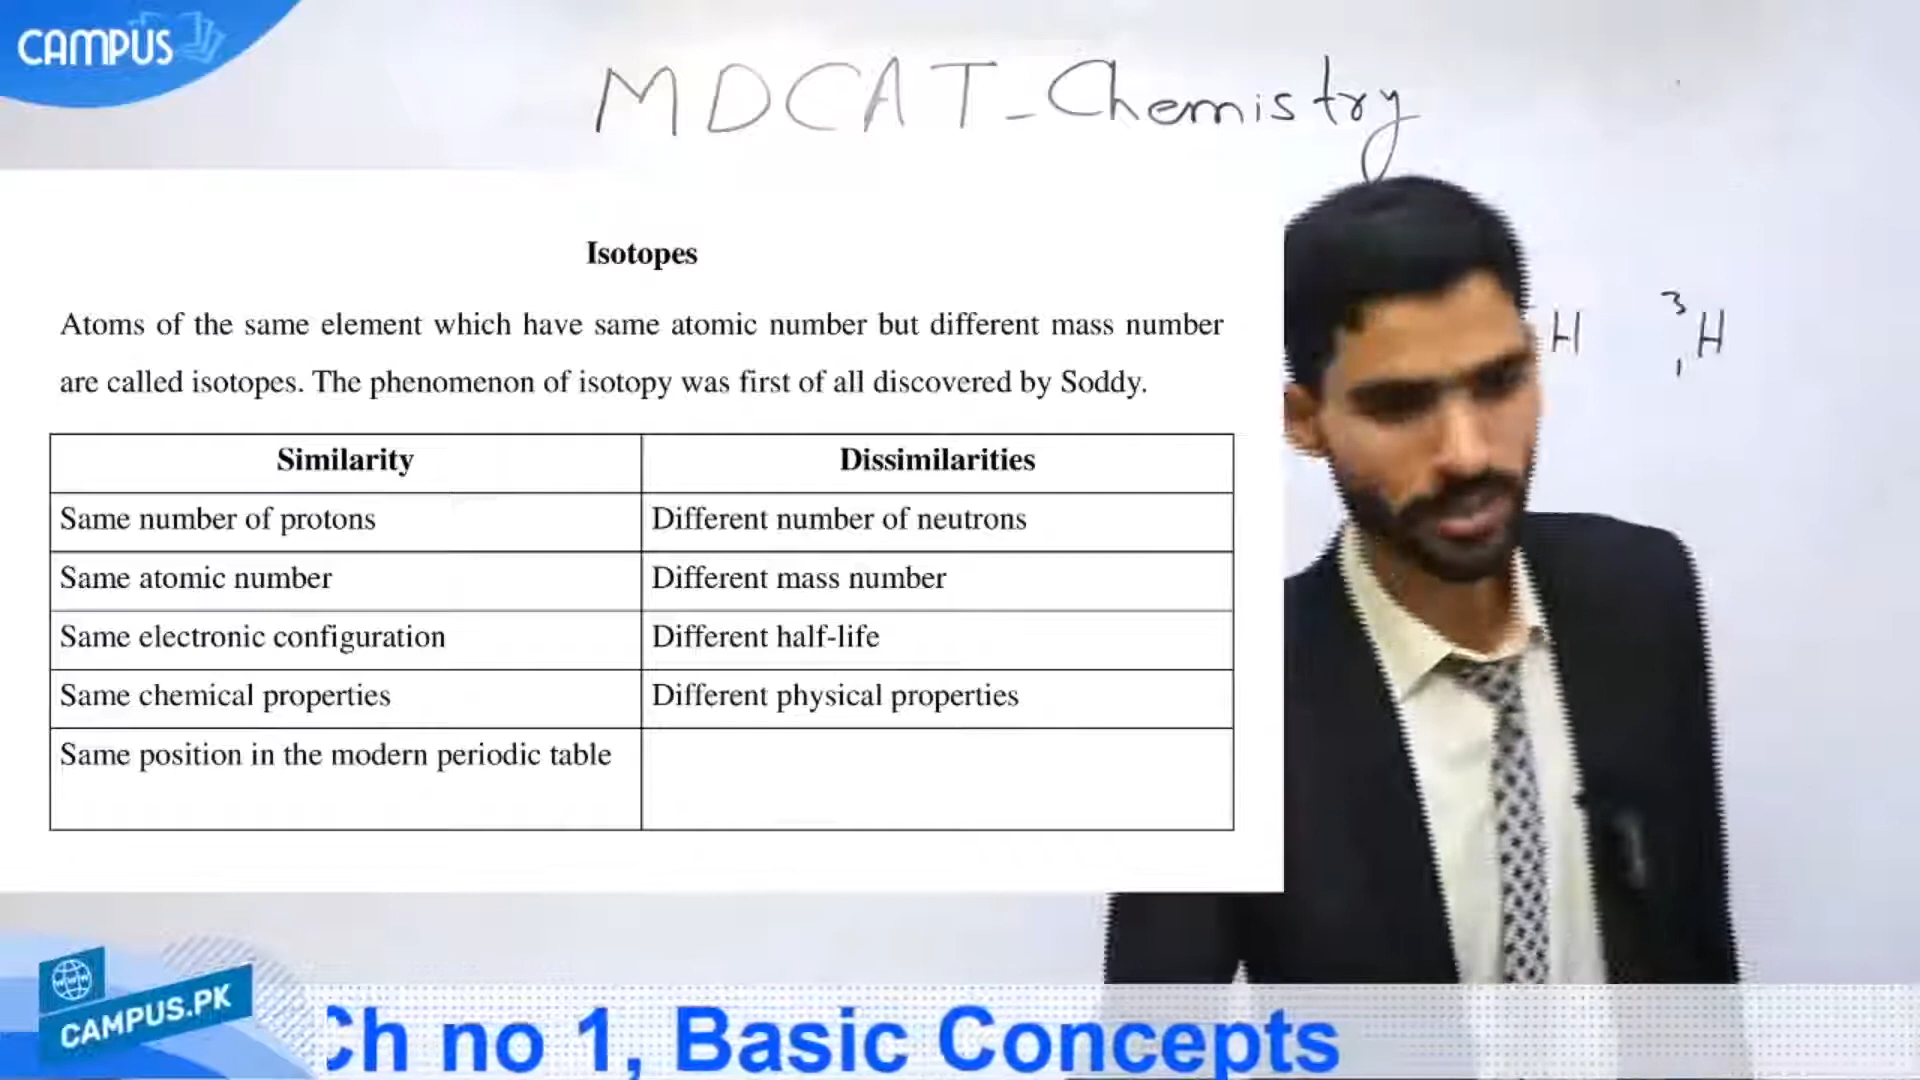 CAMPUS
MDCAT-Chemistry
Isotopes
Atoms of the same element which have same atomic number but different mass number
are called isotopes. The phenomenon of isotopy was first of all discovered by Soddy.
Similarity Dissimilarities
Same number of protons Different number of neutrons
Same atomic number Different mass number
Same electronic configuration Different half-life
Same chemical properties Different physical properties
Same position in the modern periodic table
H
3
1 H
www
CAMPUS.PK
Ch no 1, Basic Concepts